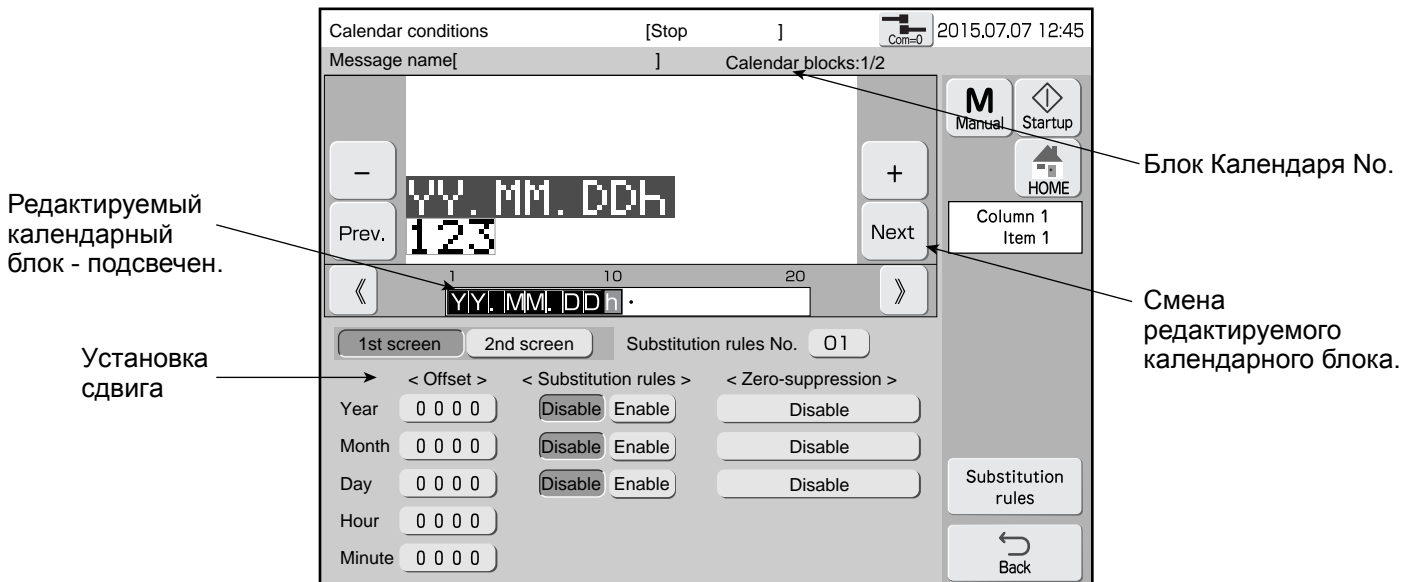 Calendar conditions [Stop ] Com=0 2015.07.07 12:45
Message name[ ] Calendar blocks:1/2
M
Manual
Startup
HOME
Блок Календаря No.
− +
YY.MM.DDh
Prev. 123 Next
Column 1
Item 1
Редактируемый
календарный
блок - подсвечен.
1 10 20
《 YY.MM.DDh· 》
Смена
редактируемого
календарного блока.
1st screen 2nd screen Substitution rules No. 01
Установка
сдвига
< Offset > < Substitution rules > < Zero-suppression >
Year 0000 Disable Enable Disable
Month 0000 Disable Enable Disable
Day 0000 Disable Enable Disable
Hour 0000
Minute 0000
Substitution
rules
Back